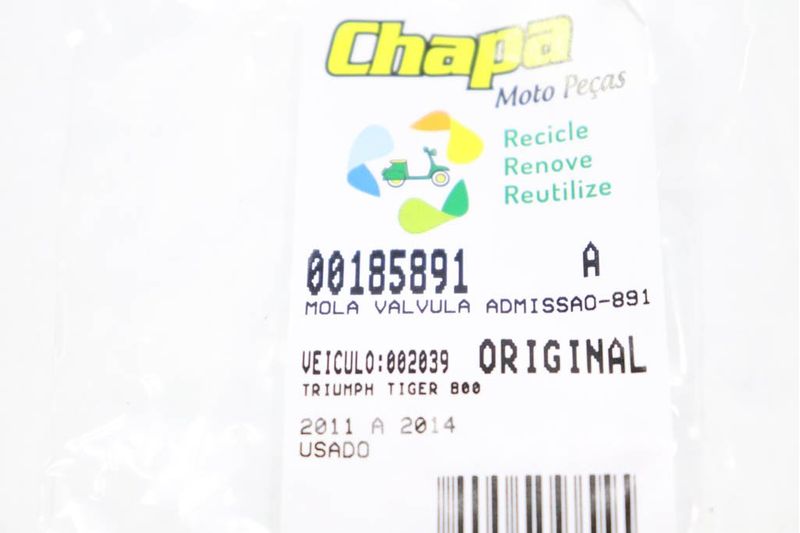 Chapa
Moto Peças
Recicle
Renove
Reutilize
00185891 A
MOLA VALVULA ADMISSAO-891
VEICULO:002039 ORIGINAL
TRIUMPH TIGER 800
2011 A 2014
USADO